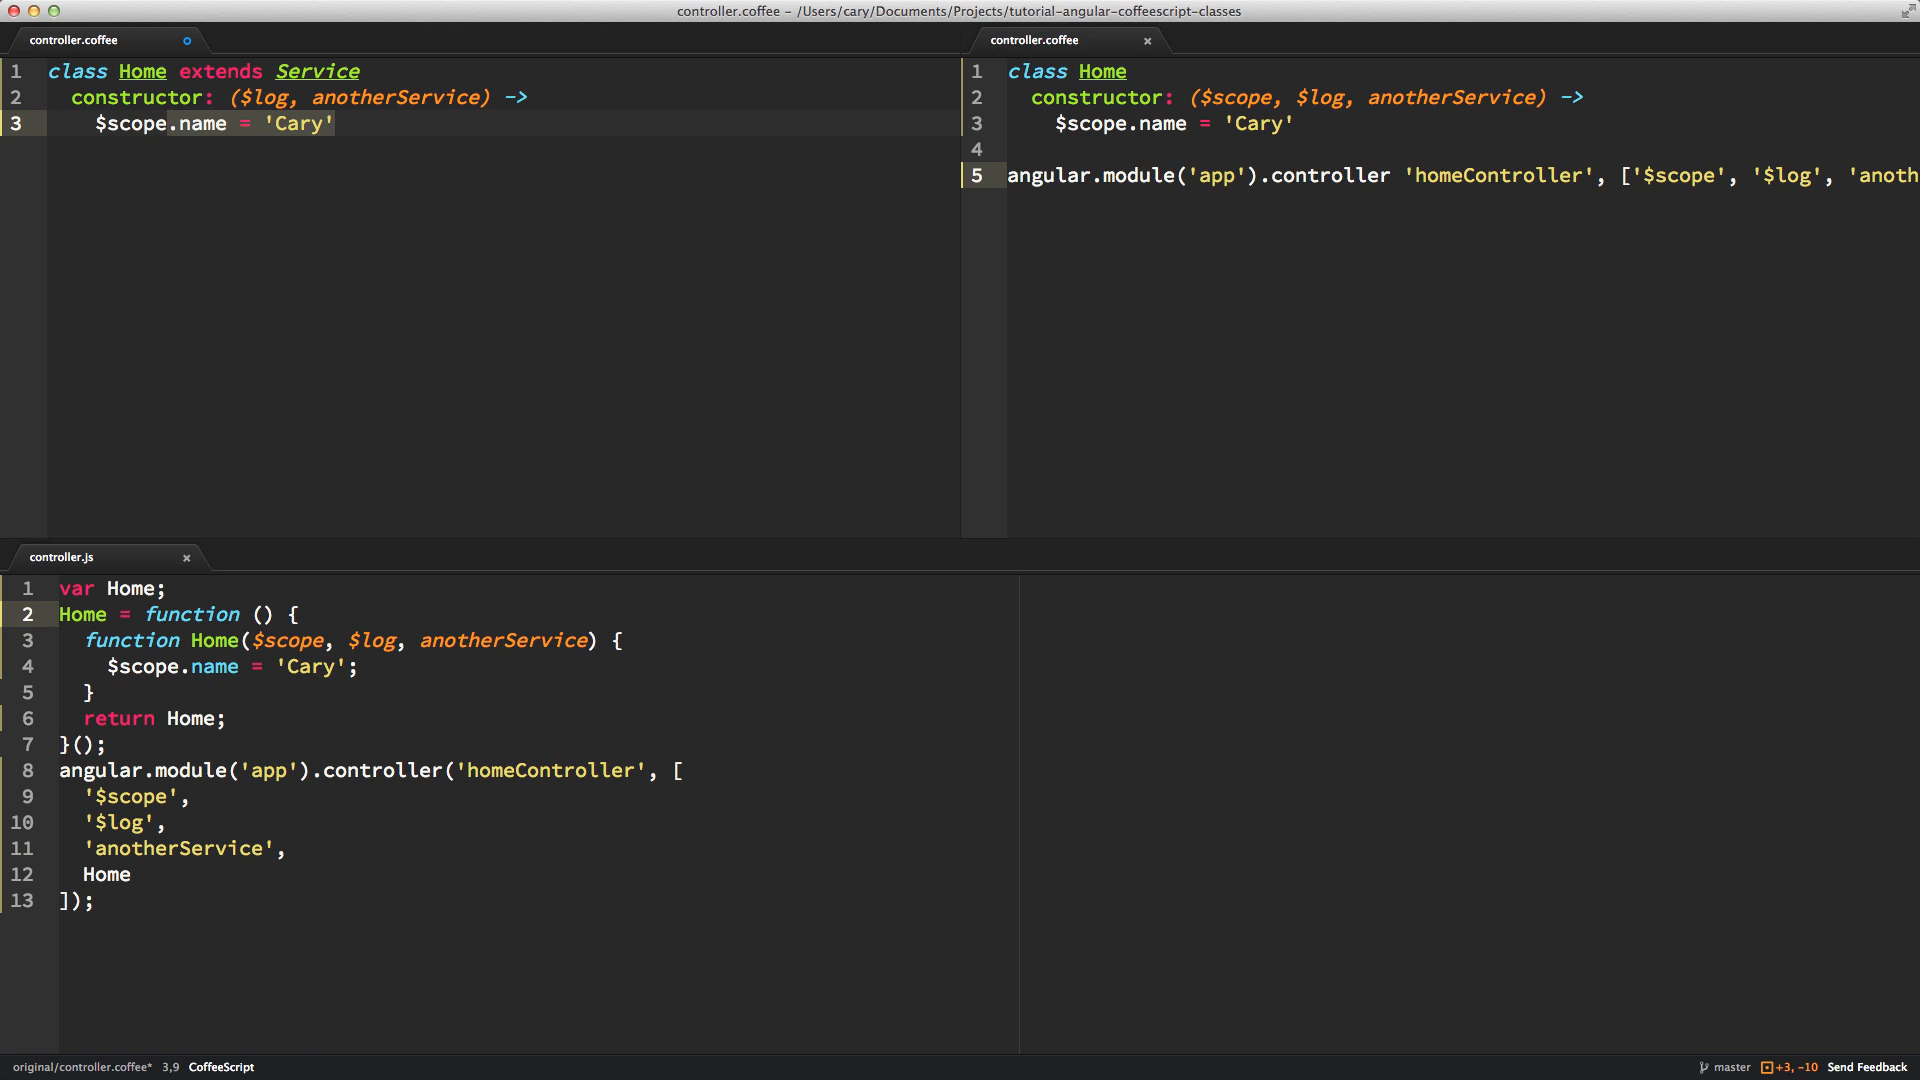 controller.coffee – /Users/cary/Documents/Projects/tutorial-angular-coffeescript-classes
controller.coffee
1 class Home extends Service
2 constructor: ($log, anotherService) ->
3 $scope.name = 'Cary'
controller.coffee
1 class Home
2 constructor: ($scope, $log, anotherService) ->
3 $scope.name = 'Cary'
4
5 angular.module('app').controller 'homeController', ['$scope', '$log', 'anoth
controller.js
1 var Home;
2 Home = function () {
3 function Home($scope, $log, anotherService) {
4 $scope.name = 'Cary';
5 }
6 return Home;
7 }();
8 angular.module('app').controller('homeController', [
9 '$scope',
10 '$log',
11 'anotherService',
12 Home
13 ]);
original/controller.coffee* 3,9 CoffeeScript
master +3, -10 Send Feedback